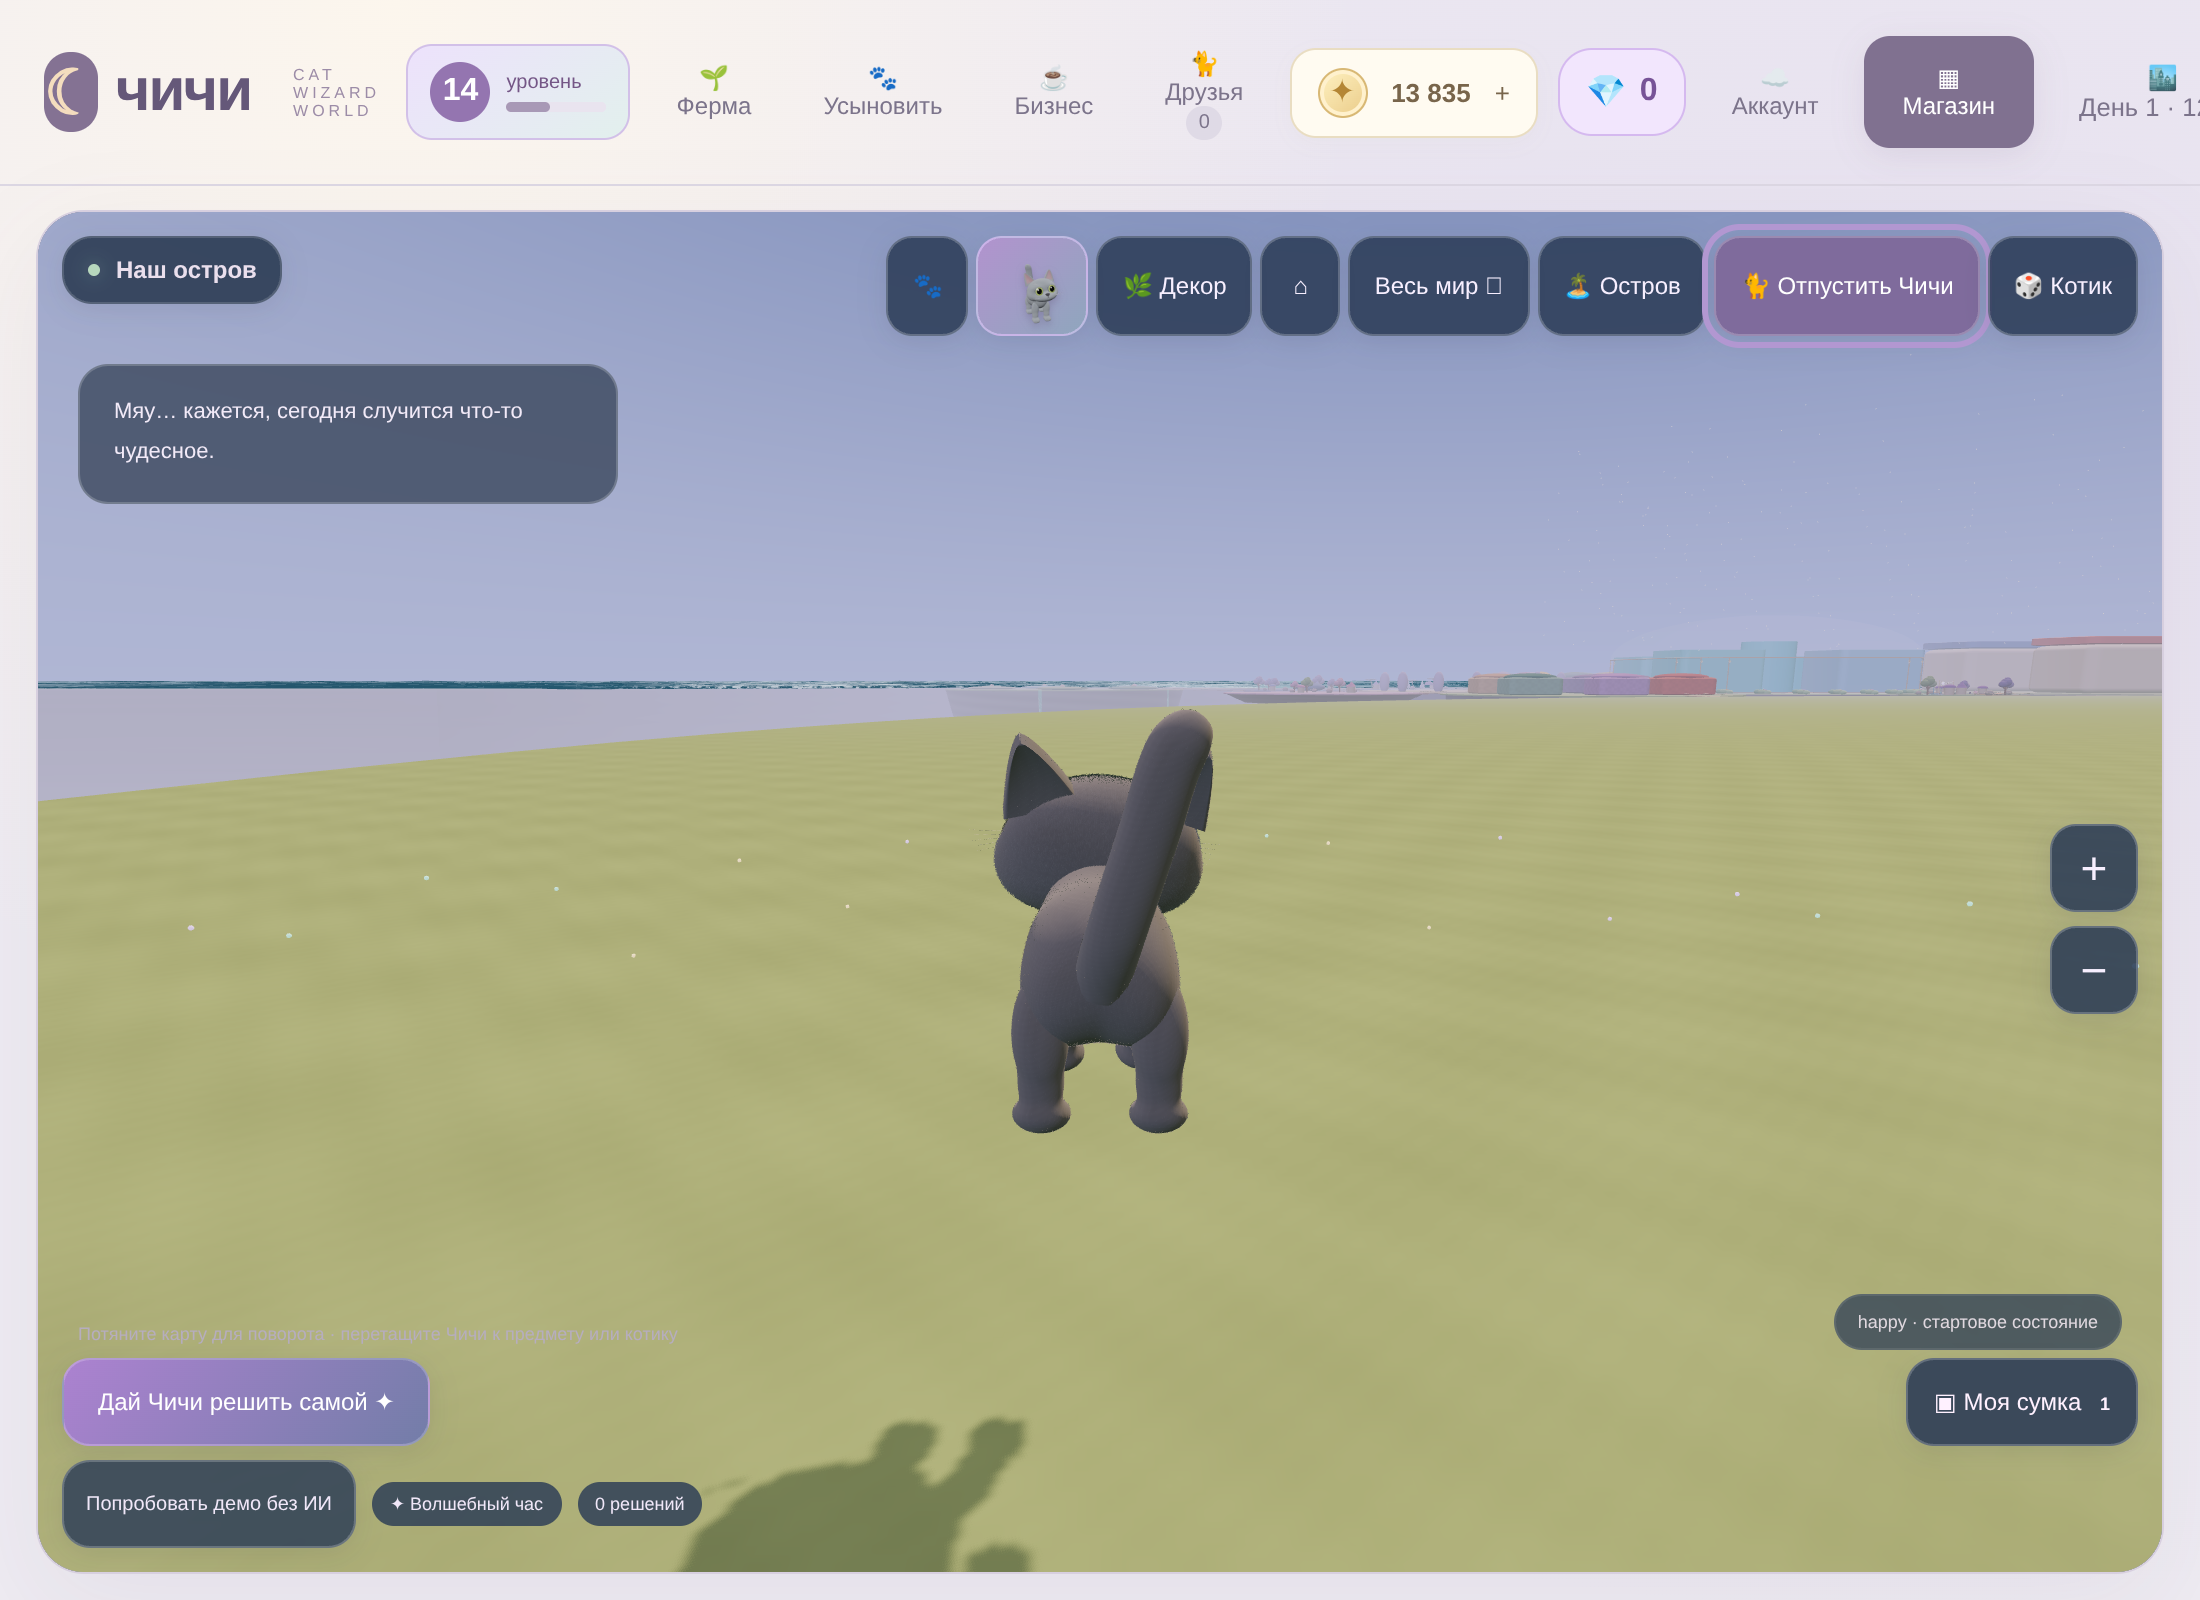 чичи
CAT
WIZARD
WORLD
14
уровень
Ферма
Усыновить
Бизнес
Друзья
0
13 835 +
0
Аккаунт
Магазин
День 1 · 12
Наш остров
Декор
Весь мир
Остров
Отпустить Чичи
Котик
Мяу… кажется, сегодня случится что-то
чудесное.
+
−
Потяните карту для поворота · перетащите Чичи к предмету или котику
happy · стартовое состояние
Дай Чичи решить самой ✦
Моя сумка 1
Попробовать демо без ИИ
✦ Волшебный час
0 решений